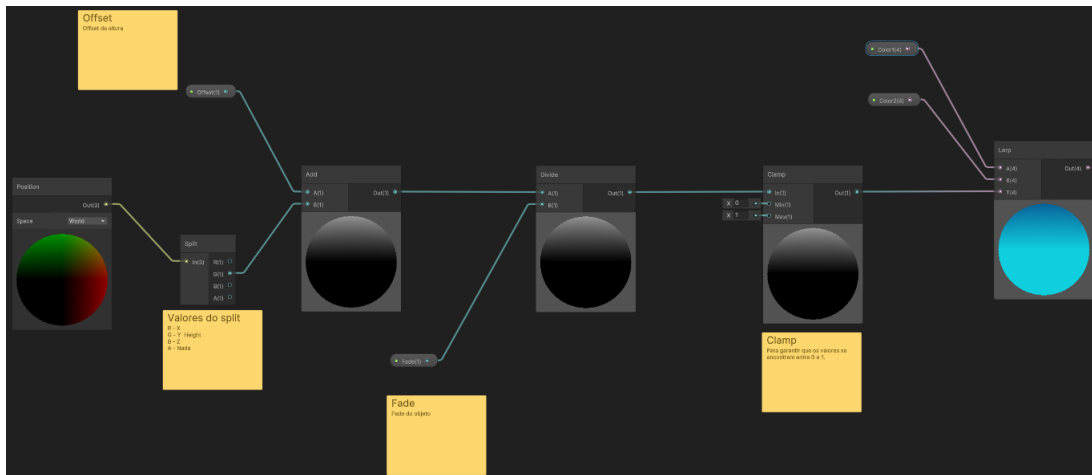 Offset
Offset da altura
Offset(1)
Color1(4)
Color2(4)
Position
Out(3)
Space
World
Split
In(3)
R(1)
G(1)
B(1)
A(1)
Valores do split
R - X
G - Y Height
B - Z
A - Nada
Add
A(1)
B(1)
Out(1)
Fade(1)
Fade
Fade do objeto
Divide
A(1)
B(1)
Out(1)
Clamp
In(1)
Min(1)
Max(1)
Out(1)
X 0
X 1
Clamp
Para garantir que os valores se
encontrem entre 0 a 1.
Lerp
A(4)
B(4)
T(4)
Out(4)